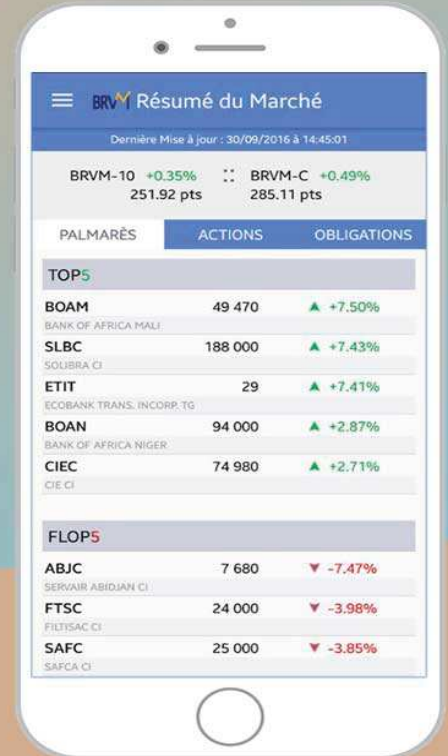 BRVM Résumé du Marché
Dernière Mise à jour : 30/09/2016 à 14:45:01
BRVM-10 +0.35% :: BRVM-C +0.49%
251.92 pts 285.11 pts
PALMARÈS ACTIONS OBLIGATIONS
TOP5
BOAM 49 470 ▲ +7.50%
BANK OF AFRICA MALI
SLBC 188 000 ▲ +7.43%
SOLIBRA CI
ETIT 29 ▲ +7.41%
ECOBANK TRANS. INCORP. TG
BOAN 94 000 ▲ +2.87%
BANK OF AFRICA NIGER
CIEC 74 980 ▲ +2.71%
CIE CI
FLOP5
ABJC 7 680 ▼ -7.47%
SERVAIR ABIDJAN CI
FTSC 24 000 ▼ -3.98%
FILTISAC CI
SAFC 25 000 ▼ -3.85%
SAFCA CI